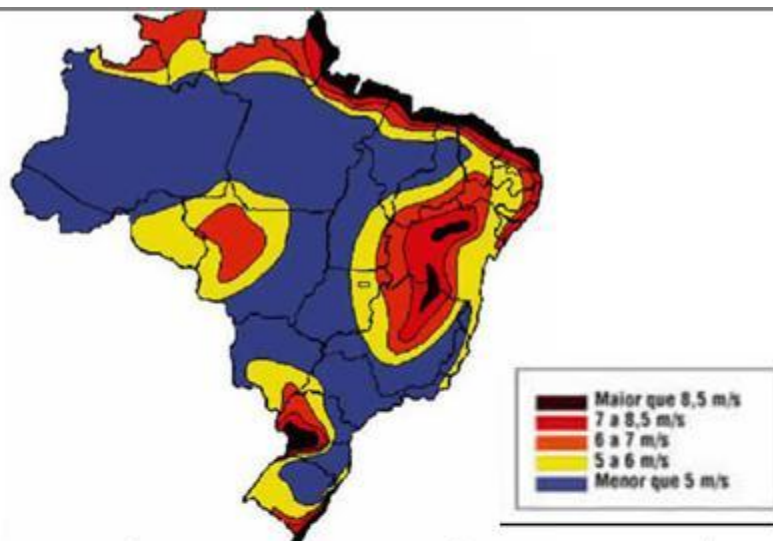 Maior que 8,5 m/s
7 a 8,5 m/s
6 a 7 m/s
5 a 6 m/s
Menor que 5 m/s